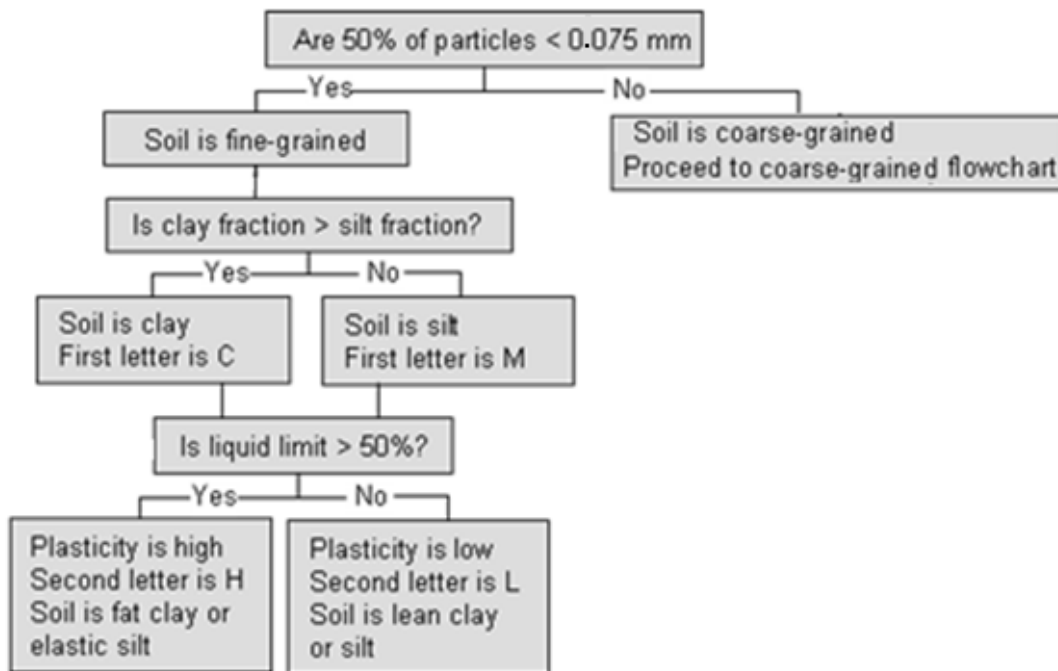 Are 50% of particles < 0.075 mm
Yes
No
Soil is fine-grained
Soil is coarse-grained
Proceed to coarse-grained flowchart
Is clay fraction > silt fraction?
Yes
No
Soil is clay
First letter is C
Soil is silt
First letter is M
Is liquid limit > 50%?
Yes
No
Plasticity is high
Second letter is H
Soil is fat clay or
elastic silt
Plasticity is low
Second letter is L
Soil is lean clay
or silt